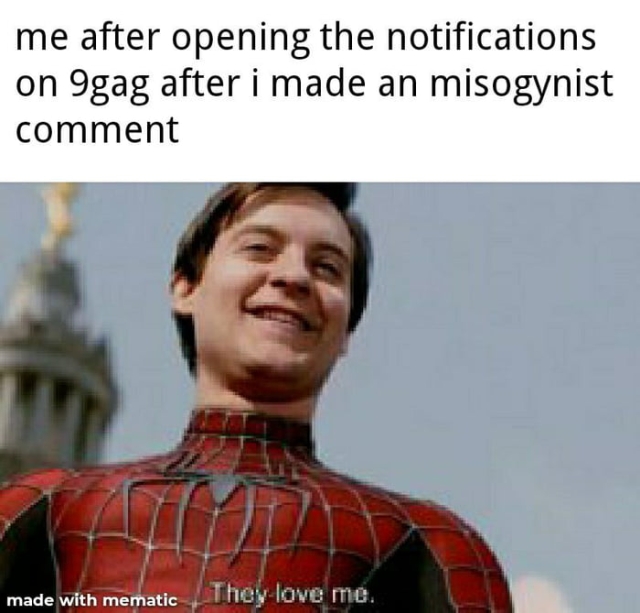 me after opening the notifications
on 9gag after i made an misogynist
comment
They love me.
made with mematic